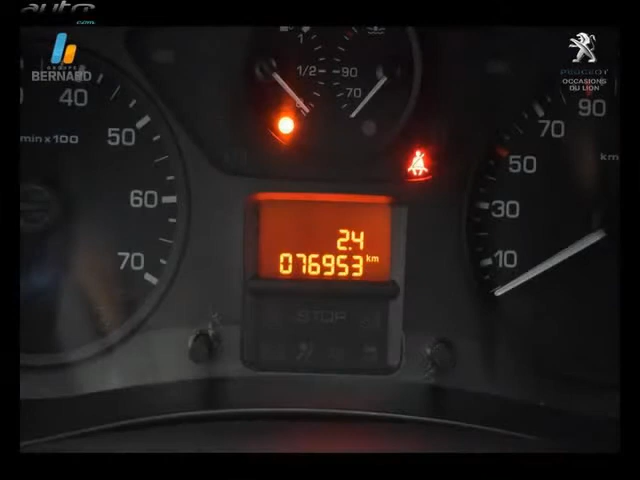 auto
.com
GROUPE
BERNARD
PEUGEOT
OCCASIONS
DU LION
1
1/2
90
70
40
50
60
70
min x 100
90
70
50
30
10
km
2.4
076953 km
STOP